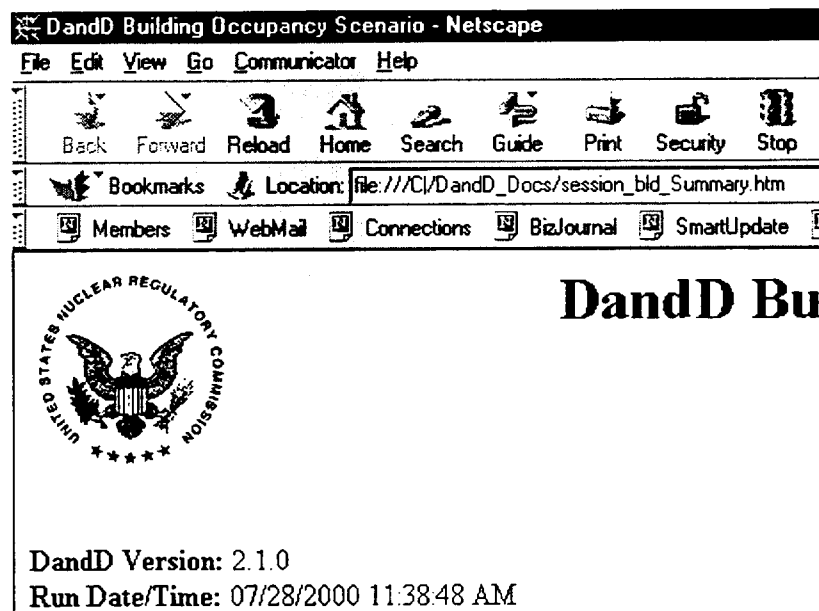 DandD Building Occupancy Scenario - Netscape
File Edit View Go Communicator Help
Back Forward Reload Home Search Guide Print Security Stop
Bookmarks Location: file:///C|/DandD_Docs/session_bld_Summary.htm
Members WebMail Connections BizJournal SmartUpdate
UNITED STATES NUCLEAR REGULATORY COMMISSION
DandD Bu
DandD Version: 2.1.0
Run Date/Time: 07/28/2000 11:38:48 AM